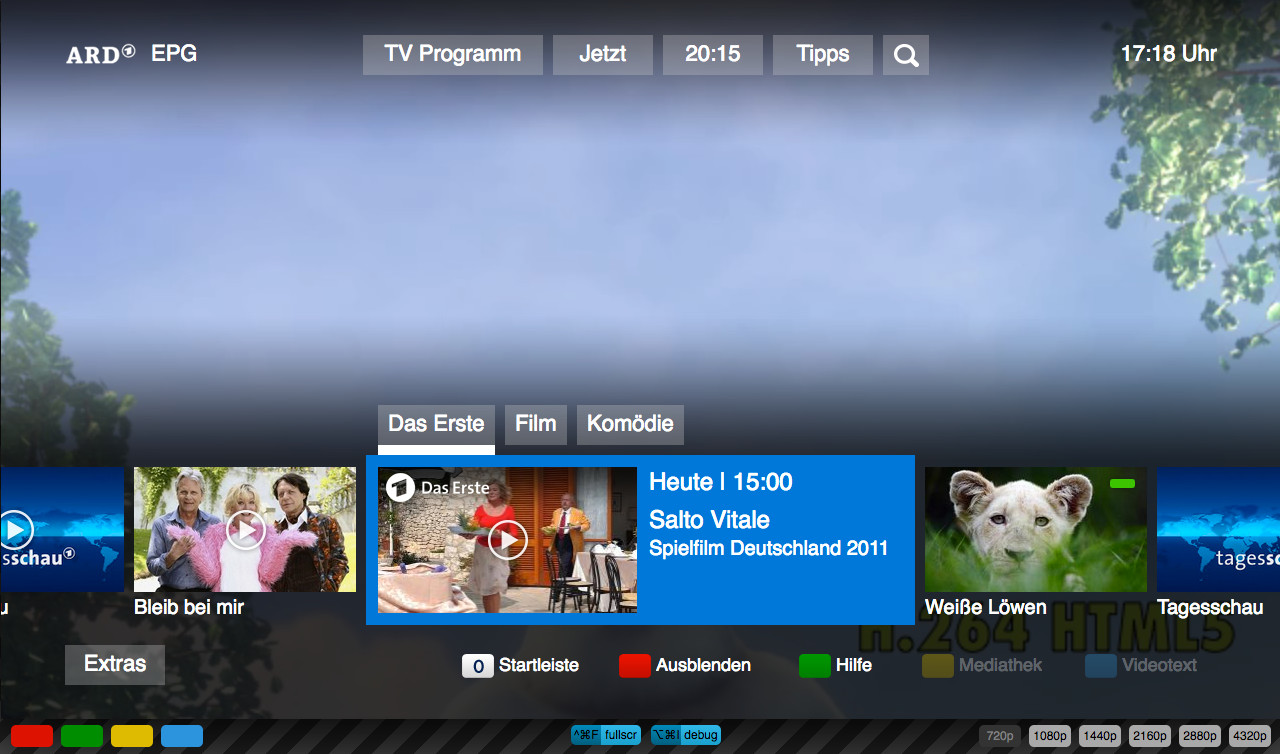 ARD EPG
TV Programm
Jetzt
20:15
Tipps
17:18 Uhr
Das Erste
Film
Komödie
sschau
u
Bleib bei mir
Das Erste
Heute | 15:00
Salto Vitale
Spielfilm Deutschland 2011
Weiße Löwen
tagessc
Tagesschau
H.264 HTML5
Extras
0 Startleiste
Ausblenden
Hilfe
Mediathek
Videotext
^⌘F fullscr
⌥⌘I debug
720p
1080p
1440p
2160p
2880p
4320p